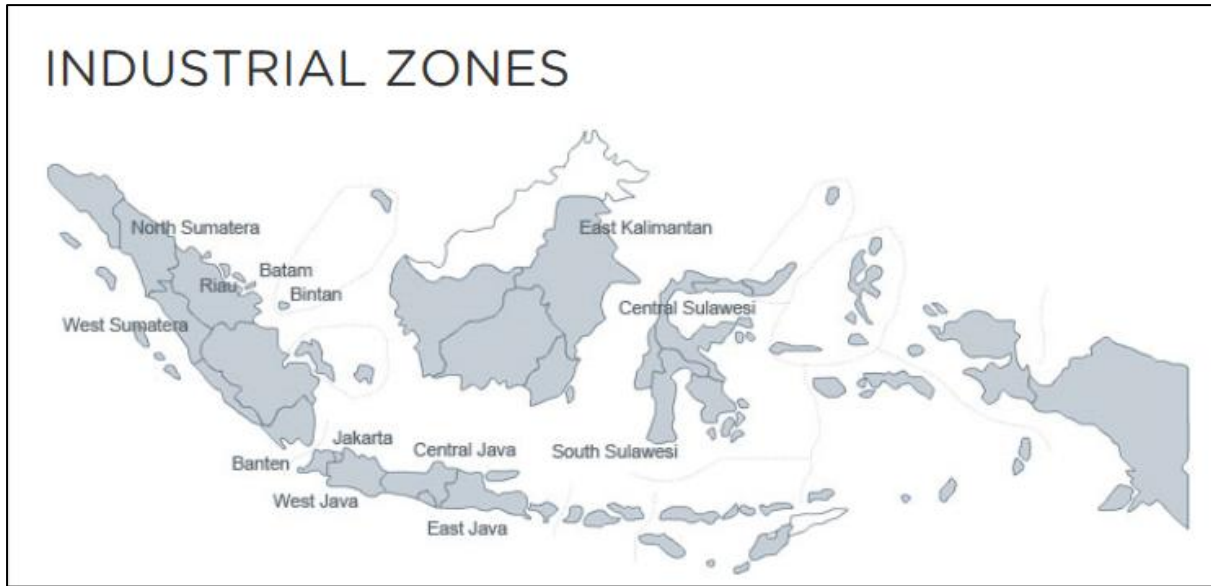 INDUSTRIAL ZONES
North Sumatera
East Kalimantan
Batam
Riau
Bintan
Central Sulawesi
West Sumatera
Jakarta
Central Java
South Sulawesi
Banten
West Java
East Java